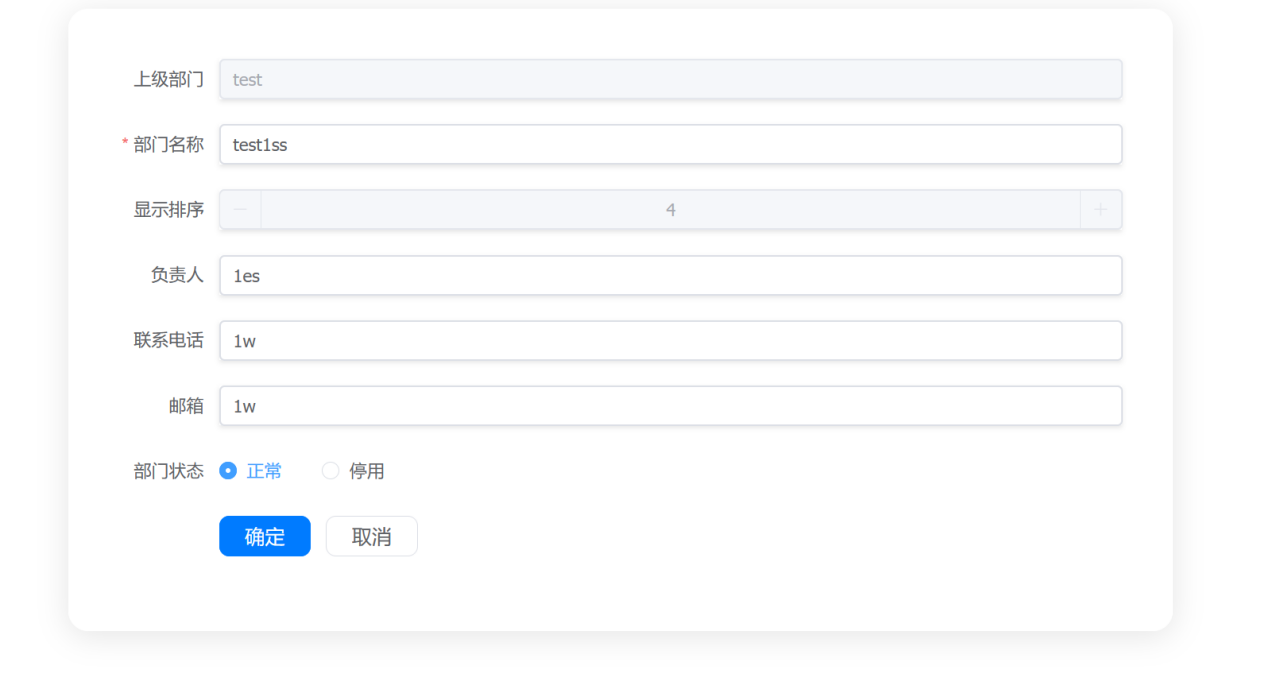 上级部门 test
* 部门名称 test1ss
显示排序 4
负责人 1es
联系电话 1w
邮箱 1w
部门状态 正常 停用
确定 取消